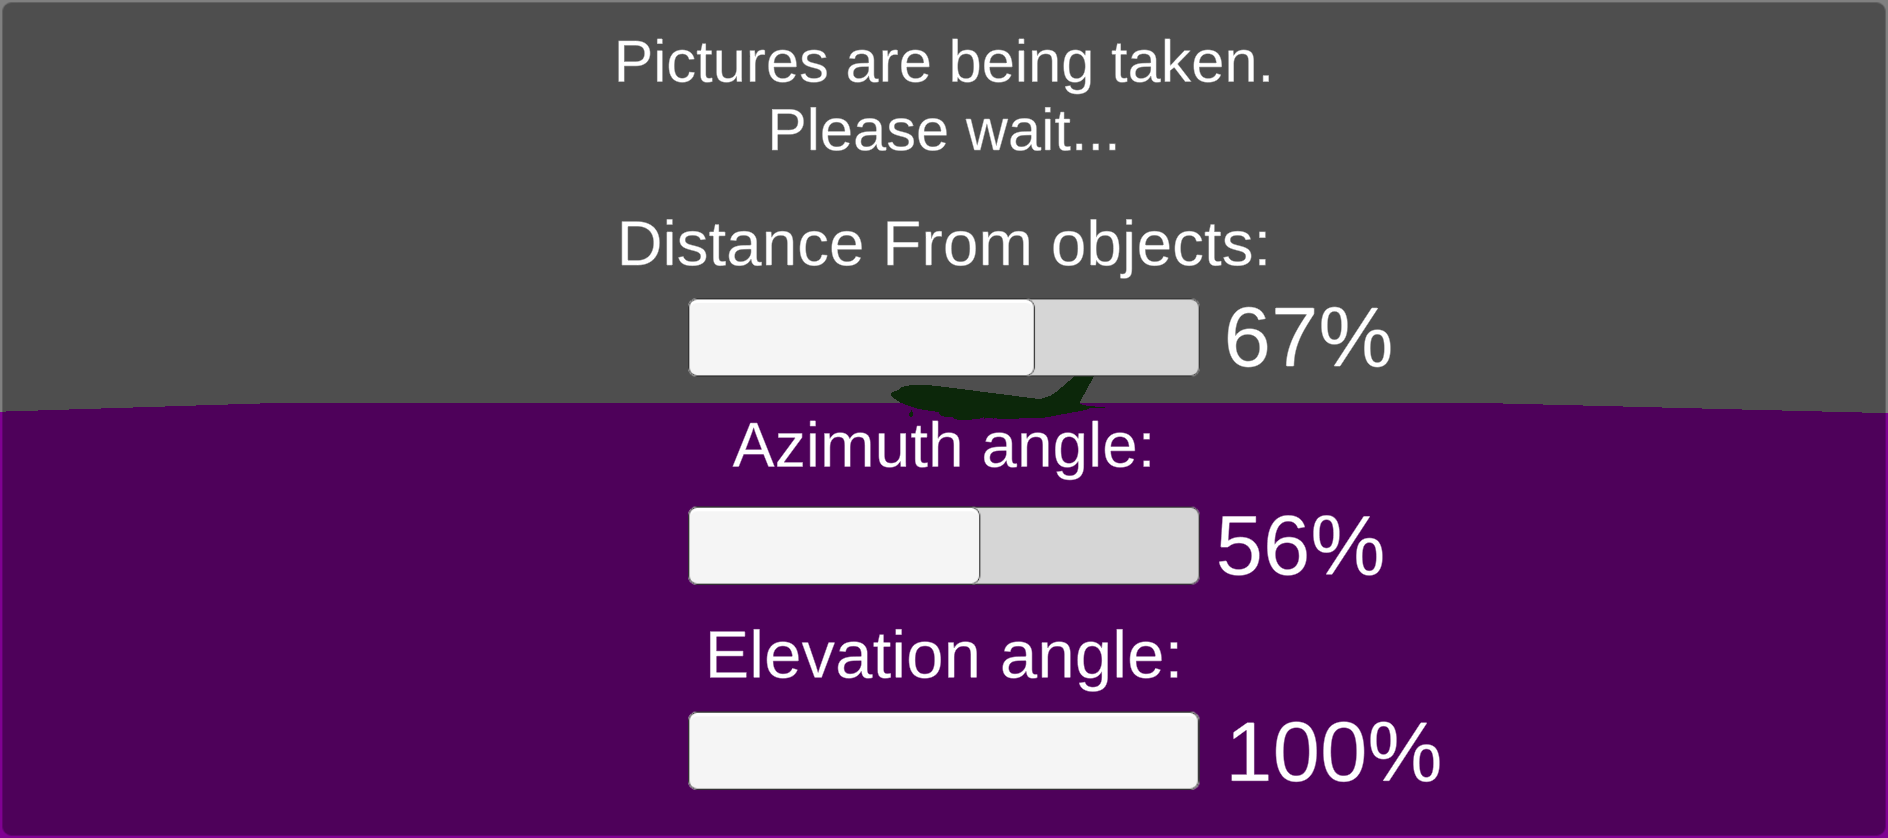 Pictures are being taken.
Please wait...
Distance From objects:
67%
Azimuth angle:
56%
Elevation angle:
100%